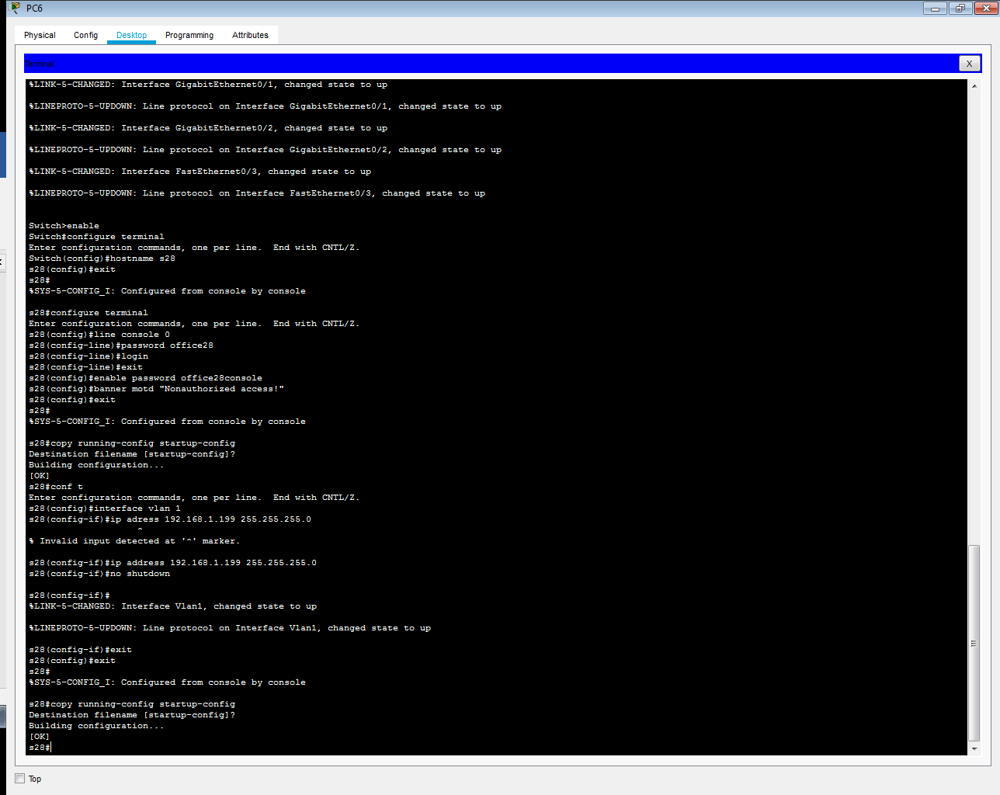 PC6
Physical Config Desktop Programming Attributes
Terminal
X
%LINK-5-CHANGED: Interface GigabitEthernet0/1, changed state to up
%LINEPROTO-5-UPDOWN: Line protocol on Interface GigabitEthernet0/1, changed state to up
%LINK-5-CHANGED: Interface GigabitEthernet0/2, changed state to up
%LINEPROTO-5-UPDOWN: Line protocol on Interface GigabitEthernet0/2, changed state to up
%LINK-5-CHANGED: Interface FastEthernet0/3, changed state to up
%LINEPROTO-5-UPDOWN: Line protocol on Interface FastEthernet0/3, changed state to up
Switch>enable
Switch#configure terminal
Enter configuration commands, one per line.  End with CNTL/Z.
Switch(config)#hostname s28
s28(config)#exit
s28#
%SYS-5-CONFIG_I: Configured from console by console
s28#configure terminal
Enter configuration commands, one per line.  End with CNTL/Z.
s28(config)#line console 0
s28(config-line)#password office28
s28(config-line)#login
s28(config-line)#exit
s28(config)#enable password office28console
s28(config)#banner motd "Nonauthorized access!"
s28(config)#exit
s28#
%SYS-5-CONFIG_I: Configured from console by console
s28#copy running-config startup-config
Destination filename [startup-config]?
Building configuration...
[OK]
s28#conf t
Enter configuration commands, one per line.  End with CNTL/Z.
s28(config)#interface vlan 1
s28(config-if)#ip adress 192.168.1.199 255.255.255.0
^
% Invalid input detected at '^' marker.
s28(config-if)#ip address 192.168.1.199 255.255.255.0
s28(config-if)#no shutdown
s28(config-if)#
%LINK-5-CHANGED: Interface Vlan1, changed state to up
%LINEPROTO-5-UPDOWN: Line protocol on Interface Vlan1, changed state to up
s28(config-if)#exit
s28(config)#exit
s28#
%SYS-5-CONFIG_I: Configured from console by console
s28#copy running-config startup-config
Destination filename [startup-config]?
Building configuration...
[OK]
s28#
Top